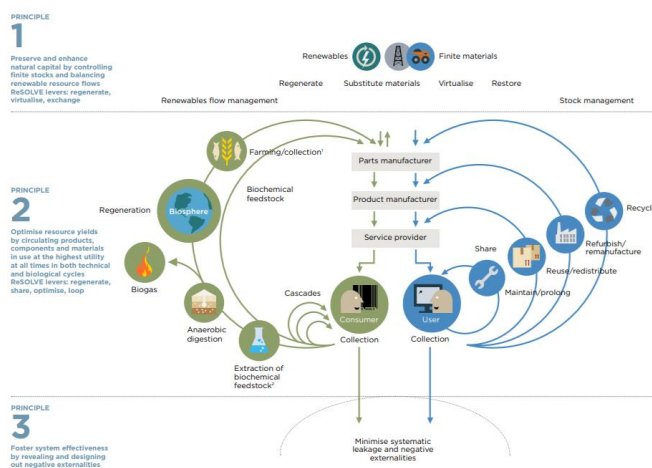 PRINCIPLE
1
Preserve and enhance
natural capital by controlling
finite stocks and balancing
renewable resource flows
ReSOLVE levers: regenerate,
virtualise, exchange
Renewables
Finite materials
Regenerate
Substitute materials
Virtualise
Restore
Renewables flow management
Stock management
PRINCIPLE
2
Optimise resource yields
by circulating products,
components and materials
in use at the highest utility
at all times in both technical
and biological cycles
ReSOLVE levers: regenerate,
share, optimise, loop
Farming/collection¹
Biochemical
feedstock
Regeneration
Biosphere
Biogas
Anaerobic
digestion
Extraction of
biochemical
feedstock²
Cascades
Parts manufacturer
Product manufacturer
Service provider
Consumer
Collection
User
Collection
Share
Maintain/prolong
Reuse/redistribute
Refurbish/
remanufacture
Recycl
PRINCIPLE
3
Foster system effectiveness
by revealing and designing
out negative externalities
Minimise systematic
leakage and negative
externalities